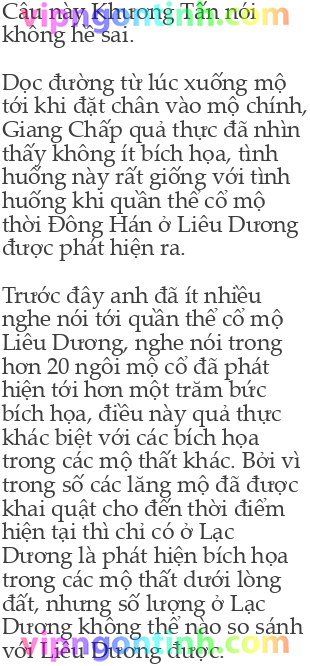 Câu này Khương Tấn nói
vipngontinh.com
không hề sai.
Dọc đường từ lúc xuống mộ
tới khi đặt chân vào mộ chính,
Giang Chấp quả thực đã nhìn
thấy không ít bích họa, tình
huống này rất giống với tình
huống khi quần thể cổ mộ
thời Đông Hán ở Liêu Dương
được phát hiện ra.
Trước đây anh đã ít nhiều
nghe nói tới quần thể cổ mộ
Liêu Dương, nghe nói trong
hơn 20 ngôi mộ cổ đã phát
hiện tới hơn một trăm bức
bích họa, điều này quả thực
khác biệt với các bích họa
trong các mộ thất khác. Bởi vì
trong số các lăng mộ đã được
khai quật cho đến thời điểm
hiện tại thì chỉ có ở Lạc
Dương là phát hiện bích họa
trong các mộ thất dưới lòng
đất, nhưng số lượng ở Lạc
Dương không thể nào so sánh
vipngontinh.com
với Liêu Dương được.